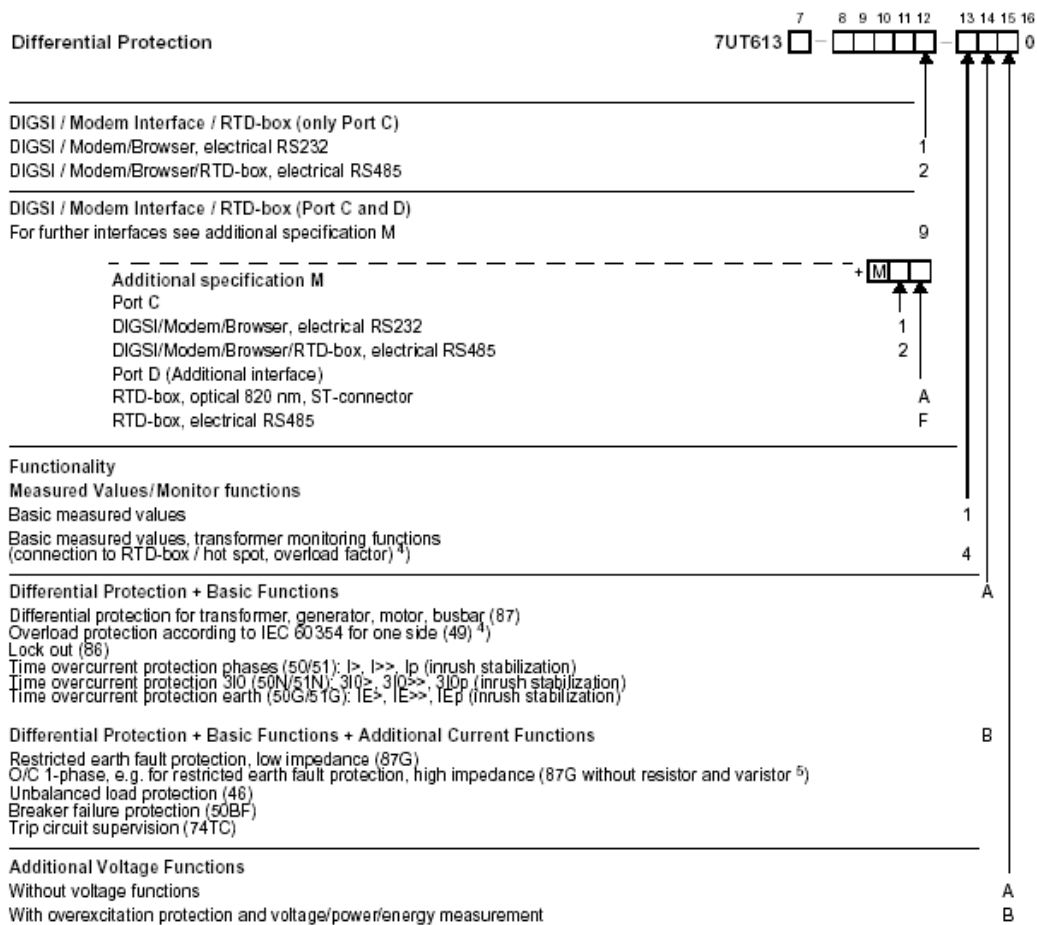 7 8 9 10 11 12 13 14 15 16
Differential Protection 7UT613 – – 0
DIGSI / Modem Interface / RTD-box (only Port C)
DIGSI / Modem/Browser, electrical RS232 1
DIGSI / Modem/Browser/RTD-box, electrical RS485 2
DIGSI / Modem Interface / RTD-box (Port C and D)
For further interfaces see additional specification M 9
Additional specification M + M
Port C
DIGSI/Modem/Browser, electrical RS232 1
DIGSI/Modem/Browser/RTD-box, electrical RS485 2
Port D (Additional interface)
RTD-box, optical 820 nm, ST-connector A
RTD-box, electrical RS485 F
Functionality
Measured Values/Monitor functions
Basic measured values 1
Basic measured values, transformer monitoring functions
(connection to RTD-box / hot spot, overload factor) 4) 4
Differential Protection + Basic Functions A
Differential protection for transformer, generator, motor, busbar (87)
Overload protection according to IEC 60354 for one side (49) 4)
Lock out (86)
Time overcurrent protection phases (50/51): I>, I>>, Ip (inrush stabilization)
Time overcurrent protection 3I0 (50N/51N): 3I0>, 3I0>>, 3I0p (inrush stabilization)
Time overcurrent protection earth (50G/51G): IE>, IE>>, IEp (inrush stabilization)
Differential Protection + Basic Functions + Additional Current Functions B
Restricted earth fault protection, low impedance (87G)
O/C 1-phase, e.g. for restricted earth fault protection, high impedance (87G without resistor and varistor 5)
Unbalanced load protection (46)
Breaker failure protection (50BF)
Trip circuit supervision (74TC)
Additional Voltage Functions
Without voltage functions A
With overexcitation protection and voltage/power/energy measurement B